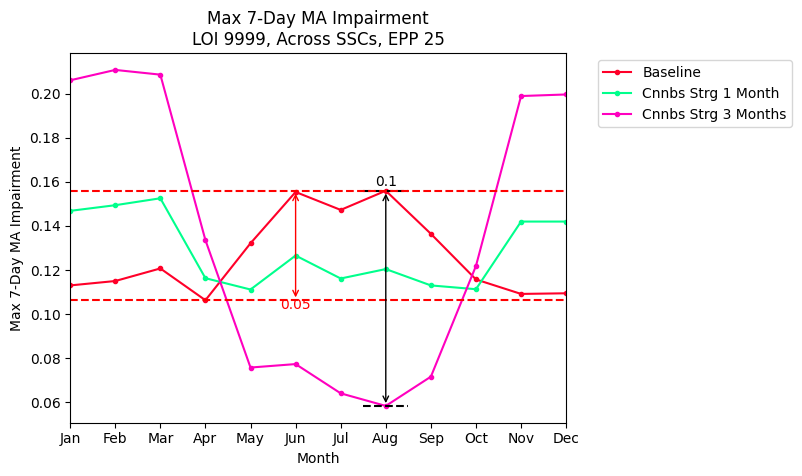 Max 7-Day MA Impairment
LOI 9999, Across SSCs, EPP 25
Max 7-Day MA Impairment
0.20
0.18
0.16
0.14
0.12
0.10
0.08
0.06
0.1
0.05
Jan Feb Mar Apr May Jun Jul Aug Sep Oct Nov Dec
Month
Baseline
Cnnbs Strg 1 Month
Cnnbs Strg 3 Months